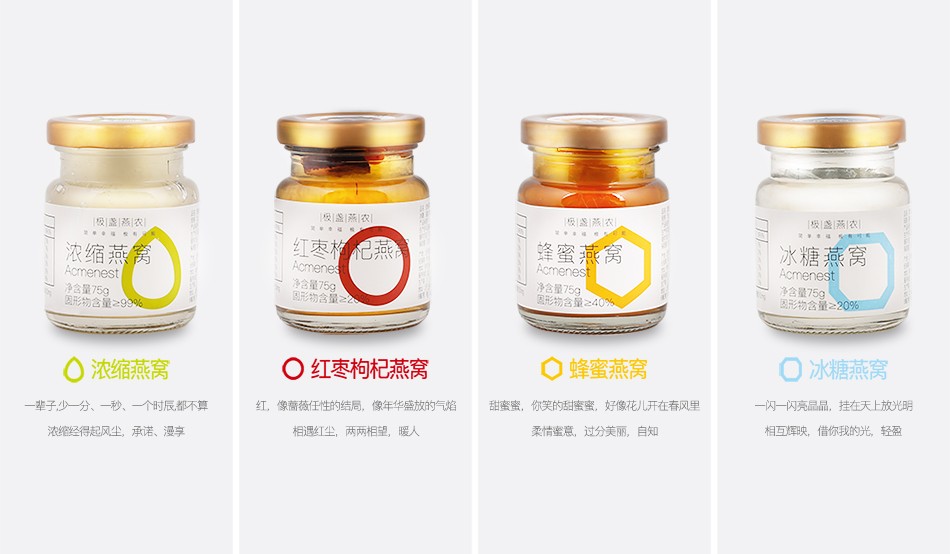 极盏燕农
浓缩燕窝
Acmenest
净含量75g
固形物含量≥99%
浓缩燕窝
一辈子,少一分、一秒、一个时辰,都不算
浓缩经得起风尘，承诺、漫享
极盏燕农
红枣枸杞燕窝
Acmenest
净含量75g
固形物含量≥20%
红枣枸杞燕窝
红，像蔷薇任性的结局，像年华盛放的气焰
相遇红尘，两两相望，暖人
极盏燕农
蜂蜜燕窝
Acmenest
净含量75g
固形物含量≥40%
蜂蜜燕窝
甜蜜蜜，你笑的甜蜜蜜，好像花儿开在春风里
柔情蜜意，过分美丽，自知
极盏燕农
冰糖燕窝
Acmenest
净含量75g
固形物含量≥20%
冰糖燕窝
一闪一闪亮晶晶，挂在天上放光明
相互辉映，借你我的光，轻盈